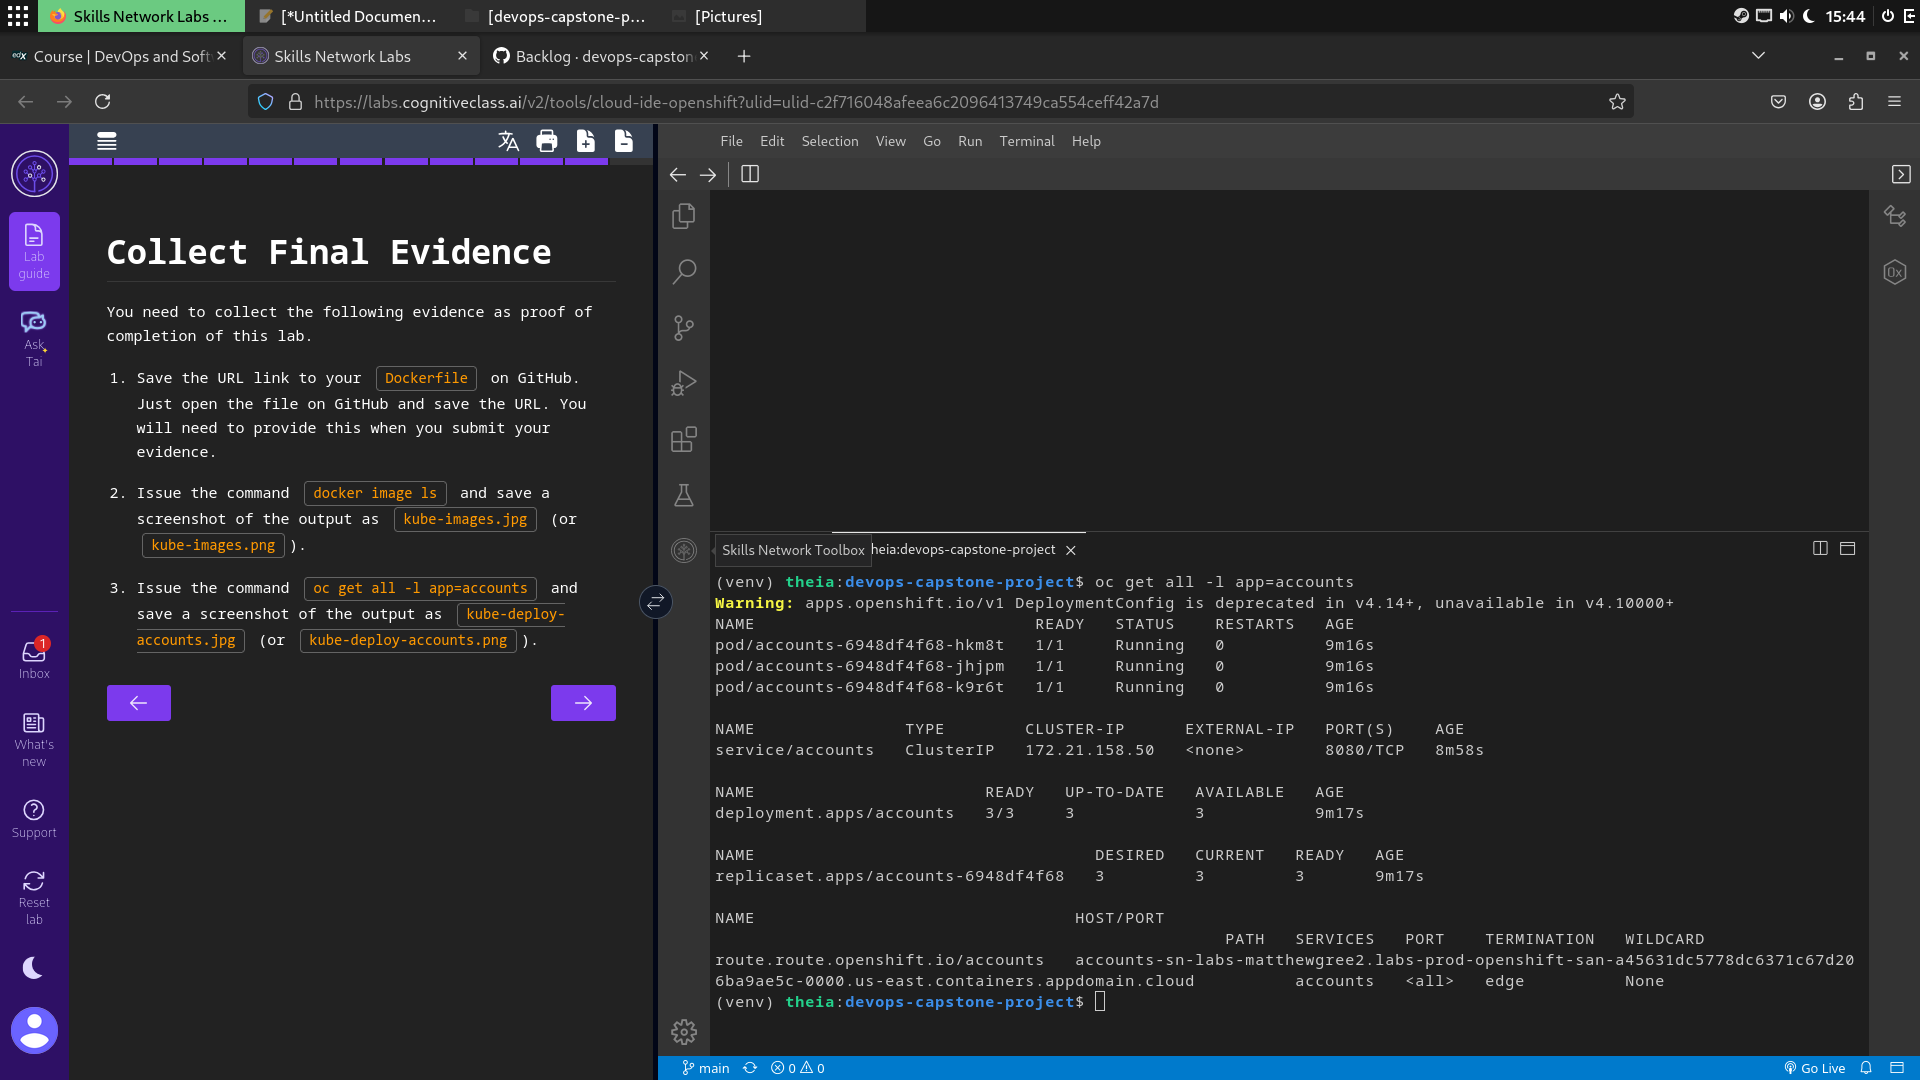 Skills Network Labs ...
[*Untitled Documen...
[devops-capstone-p...
[Pictures]
15:44
edX
Course | DevOps and Soft
Skills Network Labs
Backlog · devops-capston
https://labs.cognitiveclass.ai/v2/tools/cloud-ide-openshift?ulid=ulid-c2f716048afeea6c2096413749ca554ceff42a7d
Lab
guide
Ask
Tai
1
Inbox
What's
new
Support
Reset
lab
Collect Final Evidence
You need to collect the following evidence as proof of
completion of this lab.
1. Save the URL link to your Dockerfile on GitHub.
Just open the file on GitHub and save the URL. You
will need to provide this when you submit your
evidence.
2. Issue the command docker image ls and save a
screenshot of the output as kube-images.jpg (or
kube-images.png ).
3. Issue the command oc get all -l app=accounts and
save a screenshot of the output as kube-deploy-
accounts.jpg (or kube-deploy-accounts.png ).
File Edit Selection View Go Run Terminal Help
0x
Skills Network Toolbox
heia:devops-capstone-project
(venv) theia:devops-capstone-project$ oc get all -l app=accounts
Warning: apps.openshift.io/v1 DeploymentConfig is deprecated in v4.14+, unavailable in v4.10000+
NAME READY STATUS RESTARTS AGE
pod/accounts-6948df4f68-hkm8t 1/1 Running 0 9m16s
pod/accounts-6948df4f68-jhjpm 1/1 Running 0 9m16s
pod/accounts-6948df4f68-k9r6t 1/1 Running 0 9m16s
NAME TYPE CLUSTER-IP EXTERNAL-IP PORT(S) AGE
service/accounts ClusterIP 172.21.158.50 <none> 8080/TCP 8m58s
NAME READY UP-TO-DATE AVAILABLE AGE
deployment.apps/accounts 3/3 3 3 9m17s
NAME DESIRED CURRENT READY AGE
replicaset.apps/accounts-6948df4f68 3 3 3 9m17s
NAME HOST/PORT
PATH SERVICES PORT TERMINATION WILDCARD
route.route.openshift.io/accounts accounts-sn-labs-matthewgree2.labs-prod-openshift-san-a45631dc5778dc6371c67d20
6ba9ae5c-0000.us-east.containers.appdomain.cloud accounts <all> edge None
(venv) theia:devops-capstone-project$
main 0 0
Go Live